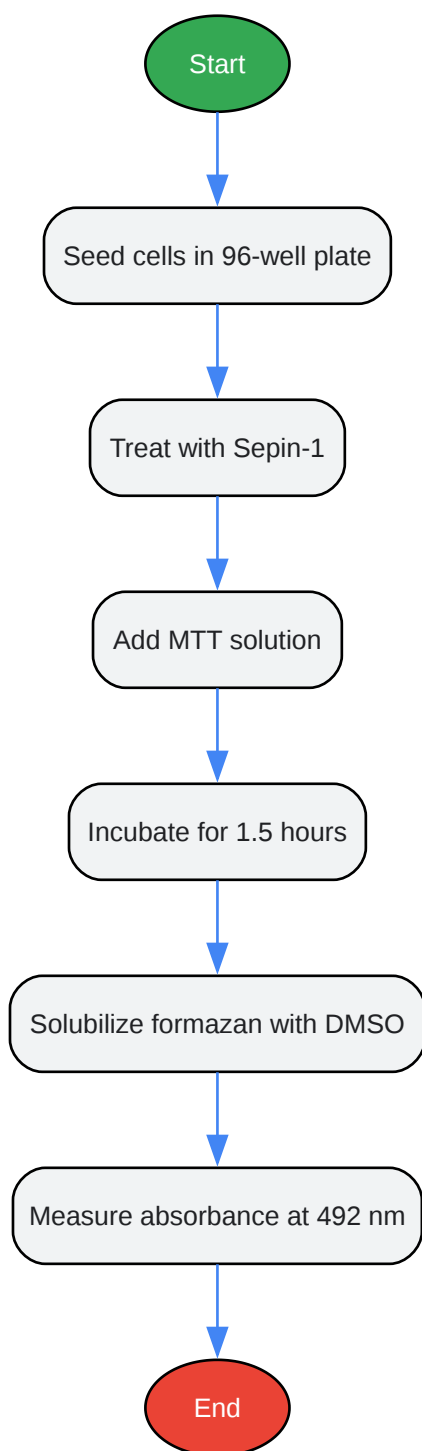 Start
Seed cells in 96-well plate
Treat with Sepin-1
Add MTT solution
Incubate for 1.5 hours
Solubilize formazan with DMSO
Measure absorbance at 492 nm
End